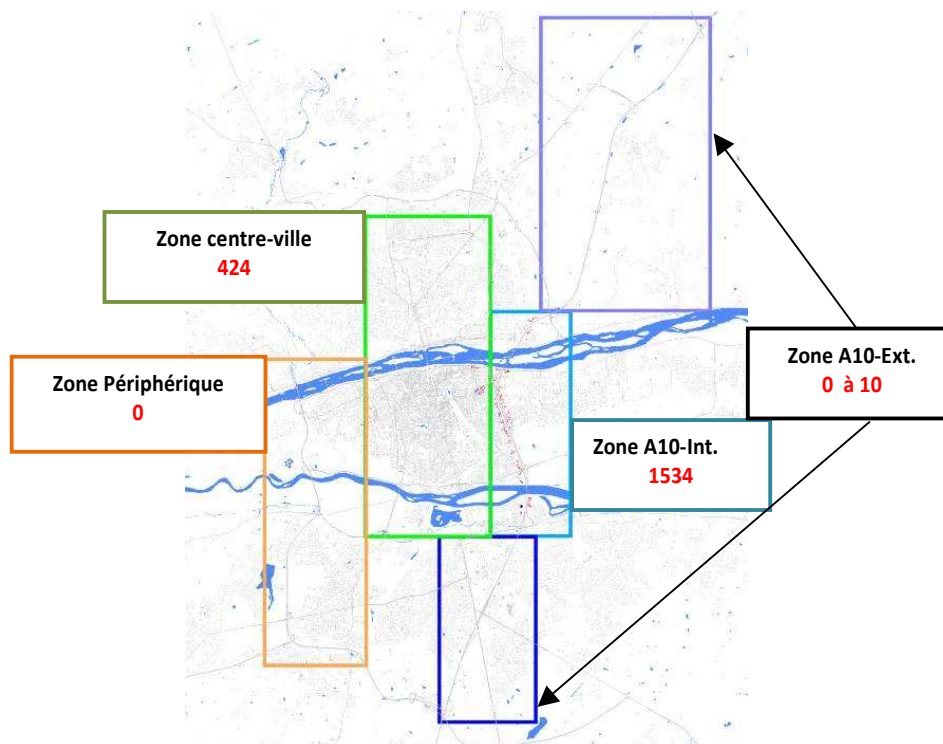 Zone centre-ville
424
Zone Périphérique
0
Zone A10-Ext.
0 à 10
Zone A10-Int.
1534